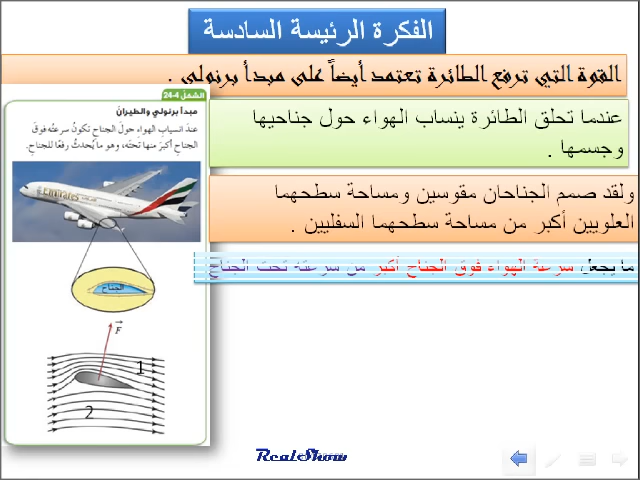 الفكرة الرئيسة السادسة
القوة التي ترفع الطائرة تعتمد أيضاً على مبدأ برنولي .
الشكل 4-24
مبدأ برنولي والطيران
عند انسياب الهواء حول الجناح تكون سرعته فوق
الجناح أكبر منها تحته، وهو ما يُحدث رفعًا للجناح.
Emirates
الجناح
F
1
2
عندما تحلق الطائرة ينساب الهواء حول جناحيها
وجسمها .
ولقد صمم الجناحان مقوسين ومساحة سطحهما
العلويين أكبر من مساحة سطحهما السفليين .
ما يجعل سرعة الهواء فوق الجناح أكبر من سرعته تحت الجناح
RealShow